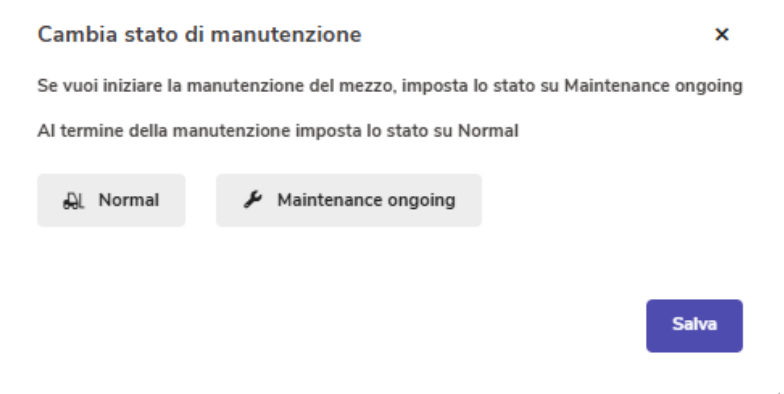 Cambia stato di manutenzione
Se vuoi iniziare la manutenzione del mezzo, imposta lo stato su Maintenance ongoing
Al termine della manutenzione imposta lo stato su Normal
Normal
Maintenance ongoing
Salva